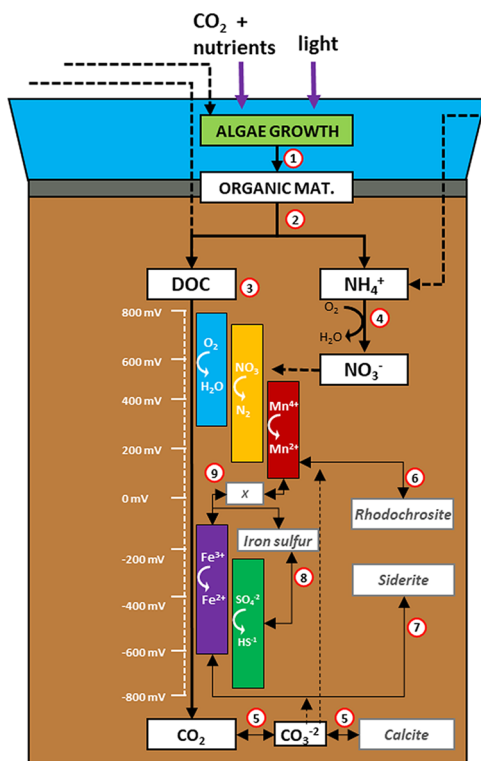 CO2 +
nutrients
light
ALGAE GROWTH
1
ORGANIC MAT.
2
DOC
3
NH4+
O2
4
H2O
NO3-
800 mV
600 mV
400 mV
200 mV
0 mV
-200 mV
-400 mV
-600 mV
-800 mV
O2
H2O
NO3
N2
Mn4+
Mn2+
9
x
6
Rhodochrosite
Iron sulfur
8
Siderite
7
Fe3+
Fe2+
SO4-2
HS-1
CO2
5
CO3-2
5
Calcite